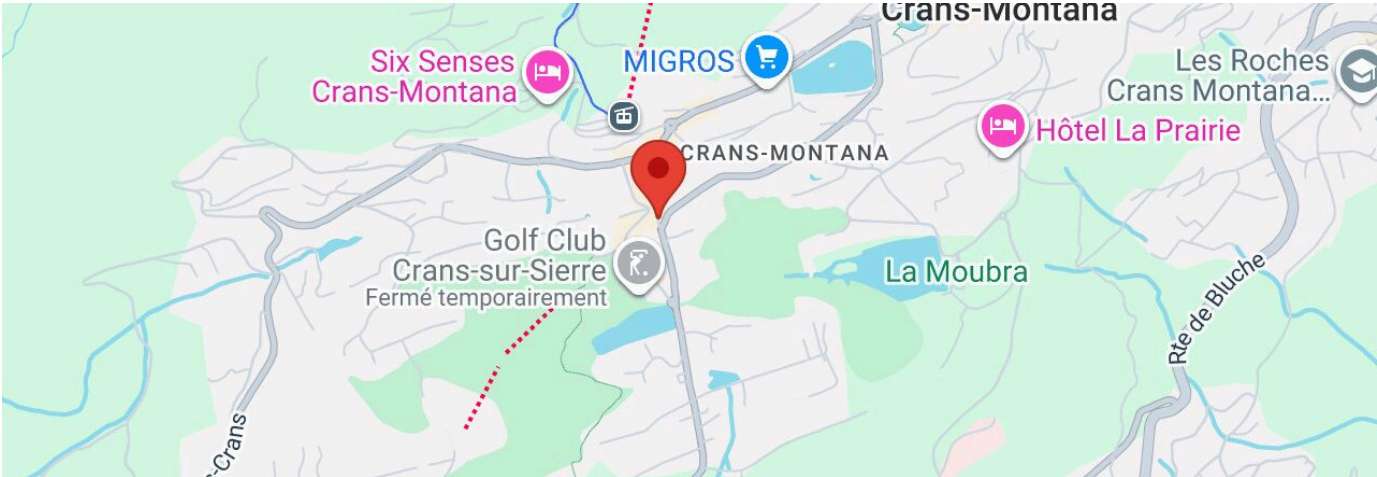 Crans-Montana
Six Senses
Crans-Montana
MIGROS
Les Roches
Crans Montana...
Hôtel La Prairie
CRANS-MONTANA
Golf Club
Crans-sur-Sierre
Fermé temporairement
La Moubra
Rte de Bluche
-Crans